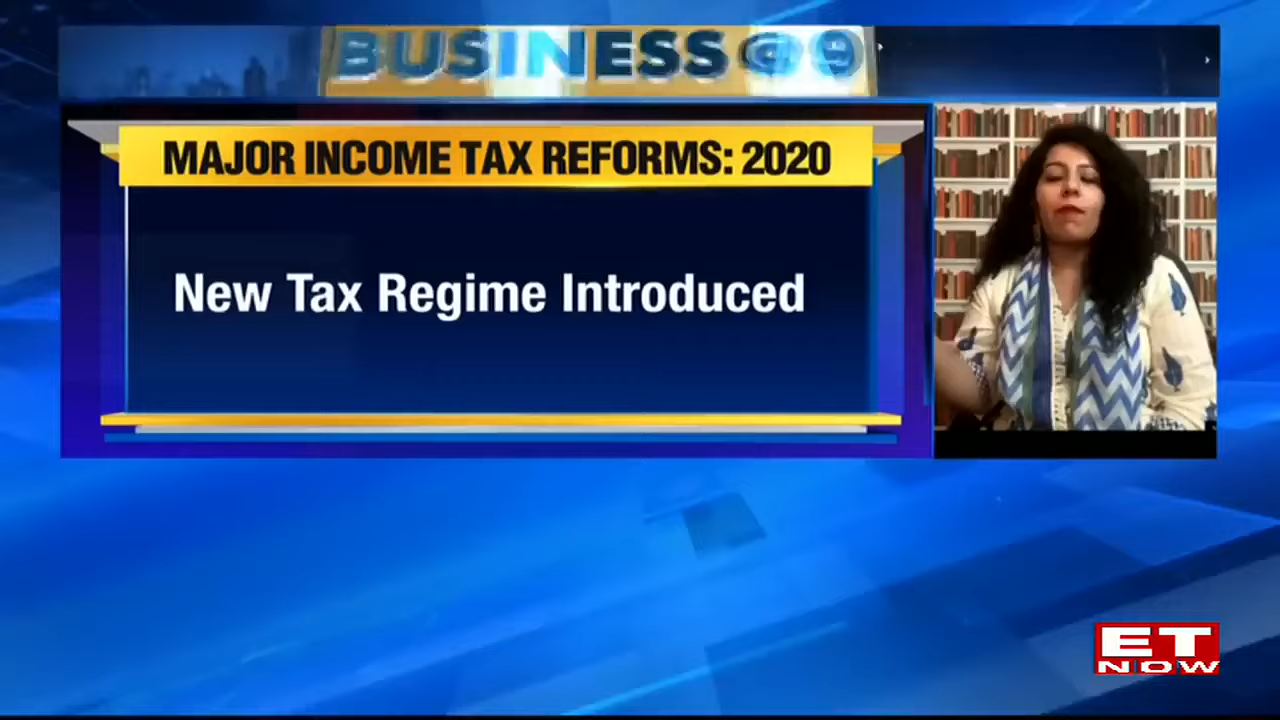 BUSINESS @ 9
MAJOR INCOME TAX REFORMS: 2020
New Tax Regime Introduced
ET
NOW